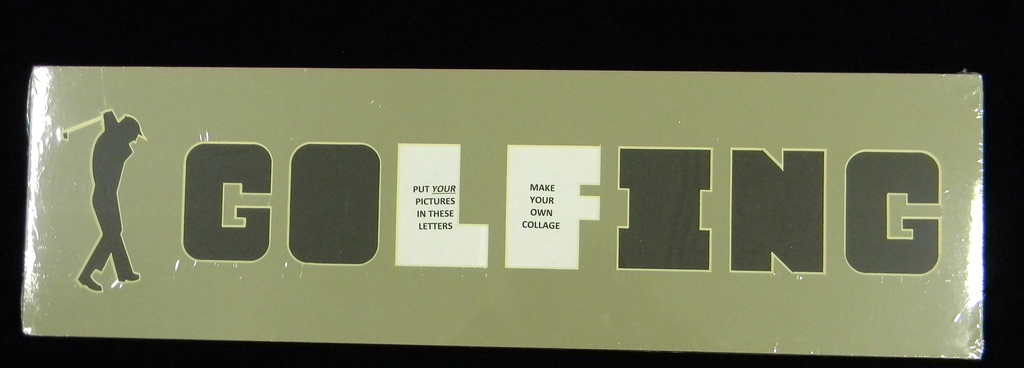 GOLFING
PUT YOUR
PICTURES
IN THESE
LETTERS
MAKE
YOUR
OWN
COLLAGE